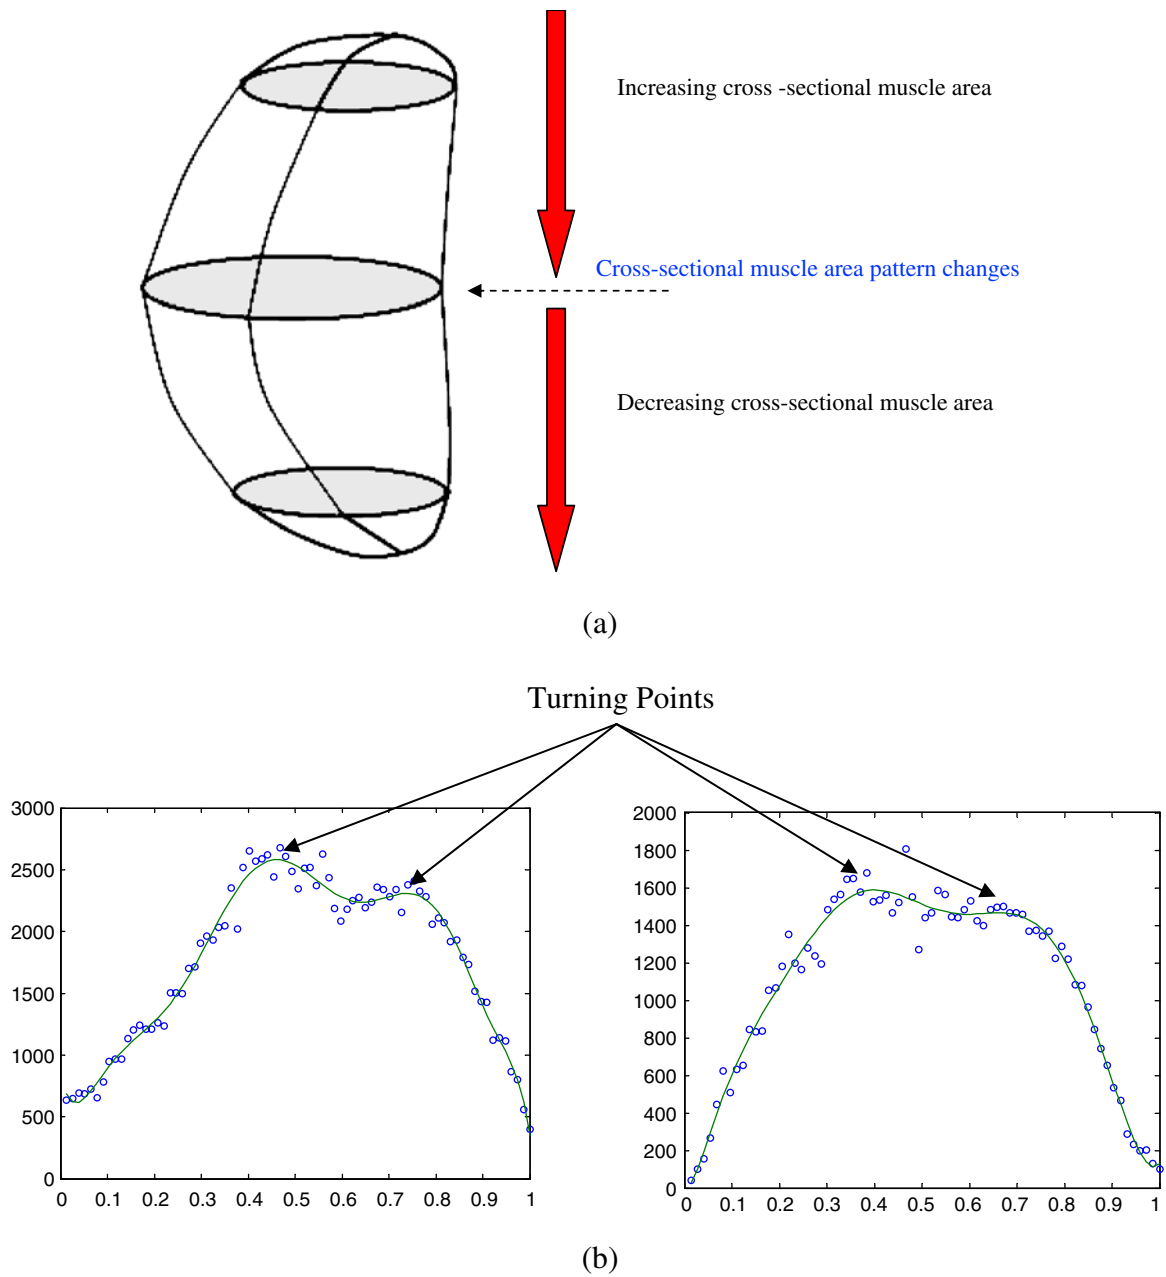 Increasing cross -sectional muscle area
Cross-sectional muscle area pattern changes
Decreasing cross-sectional muscle area
(a)
Turning Points
3000
2500
2000
1500
1000
500
0
0 0.1 0.2 0.3 0.4 0.5 0.6 0.7 0.8 0.9 1
2000
1800
1600
1400
1200
1000
800
600
400
200
0
0 0.1 0.2 0.3 0.4 0.5 0.6 0.7 0.8 0.9 1
(b)